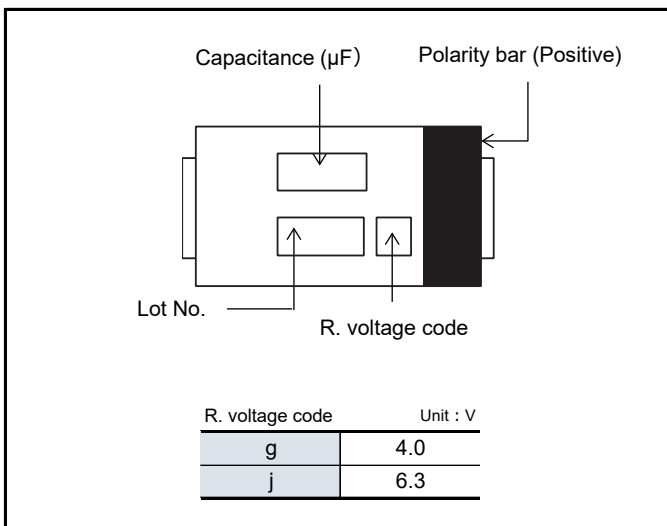 Capacitance (µF) Polarity bar (Positive)
Lot No.
R. voltage code
R. voltage code Unit : V
g 4.0
j 6.3